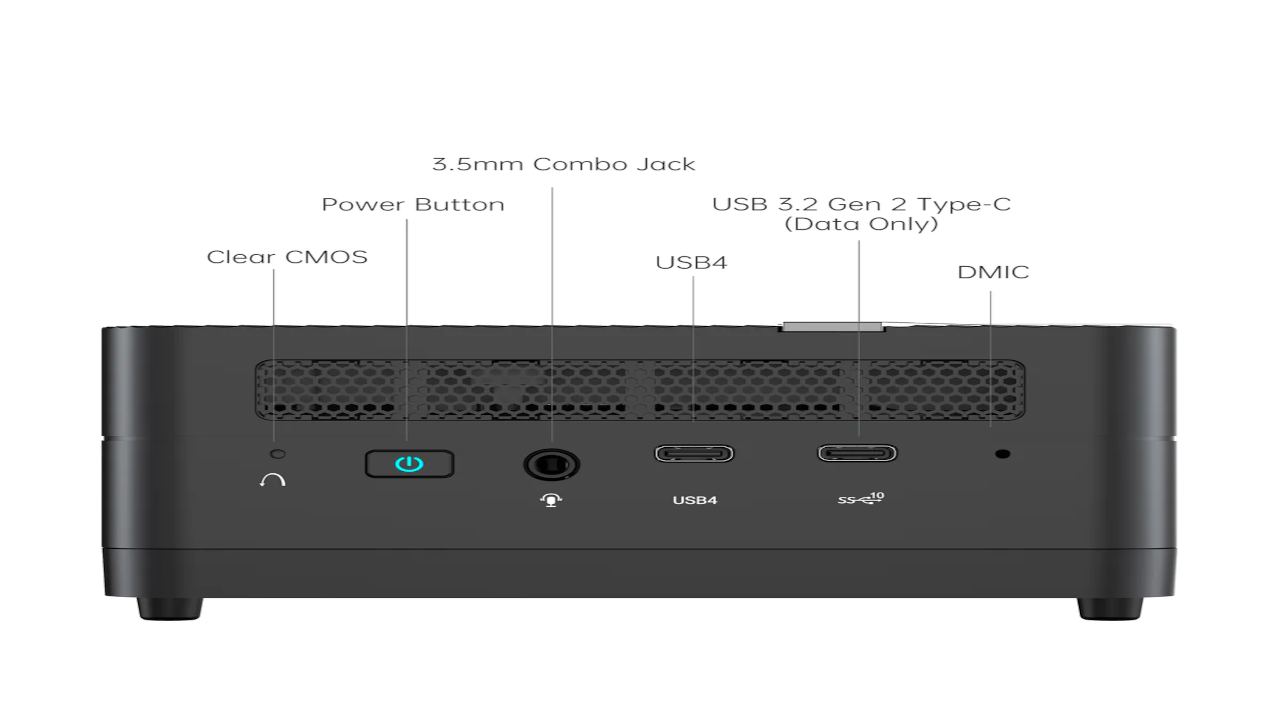 3.5mm Combo Jack
Power Button
USB 3.2 Gen 2 Type-C
(Data Only)
Clear CMOS
USB4
DMIC
USB4
SS 10